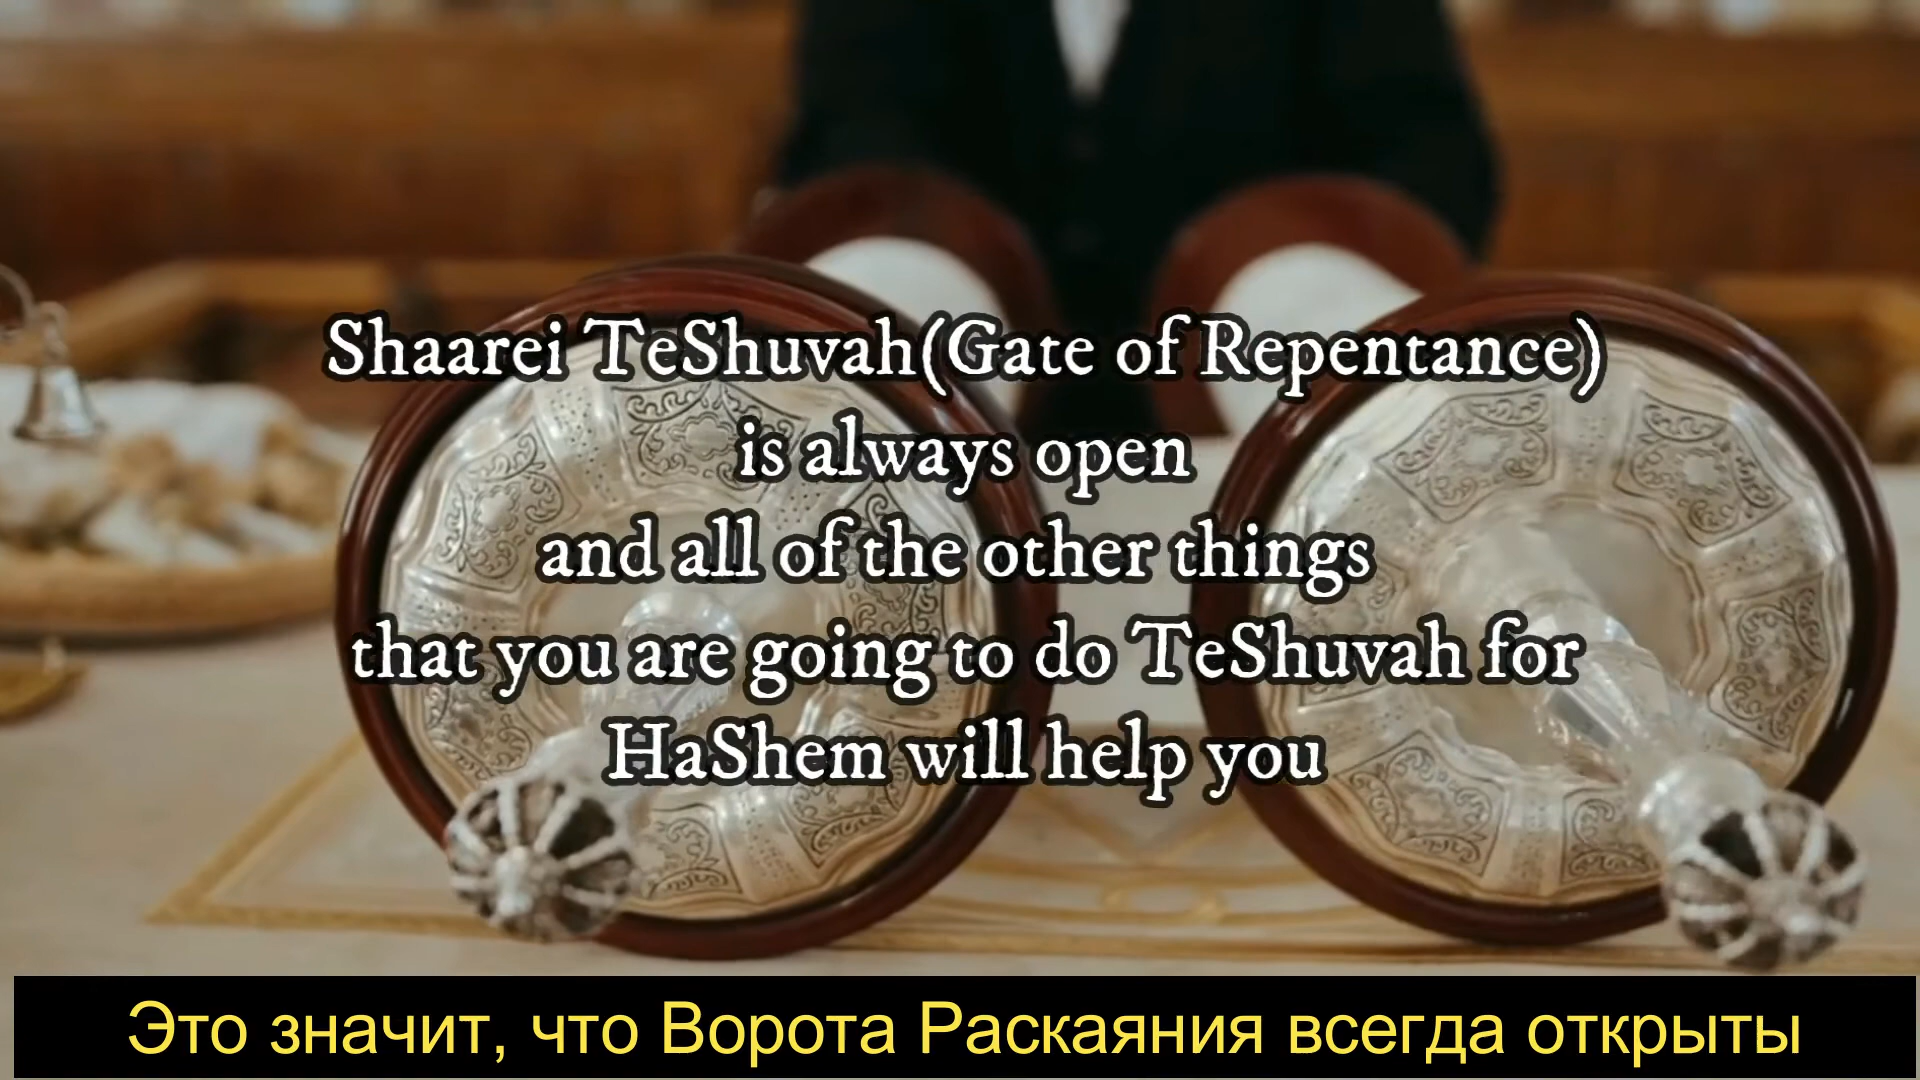 Shaarei TeShuvah(Gate of Repentance)
is always open
and all of the other things
that you are going to do TeShuvah for
HaShem will help you
Это значит, что Ворота Раскаяния всегда открыты